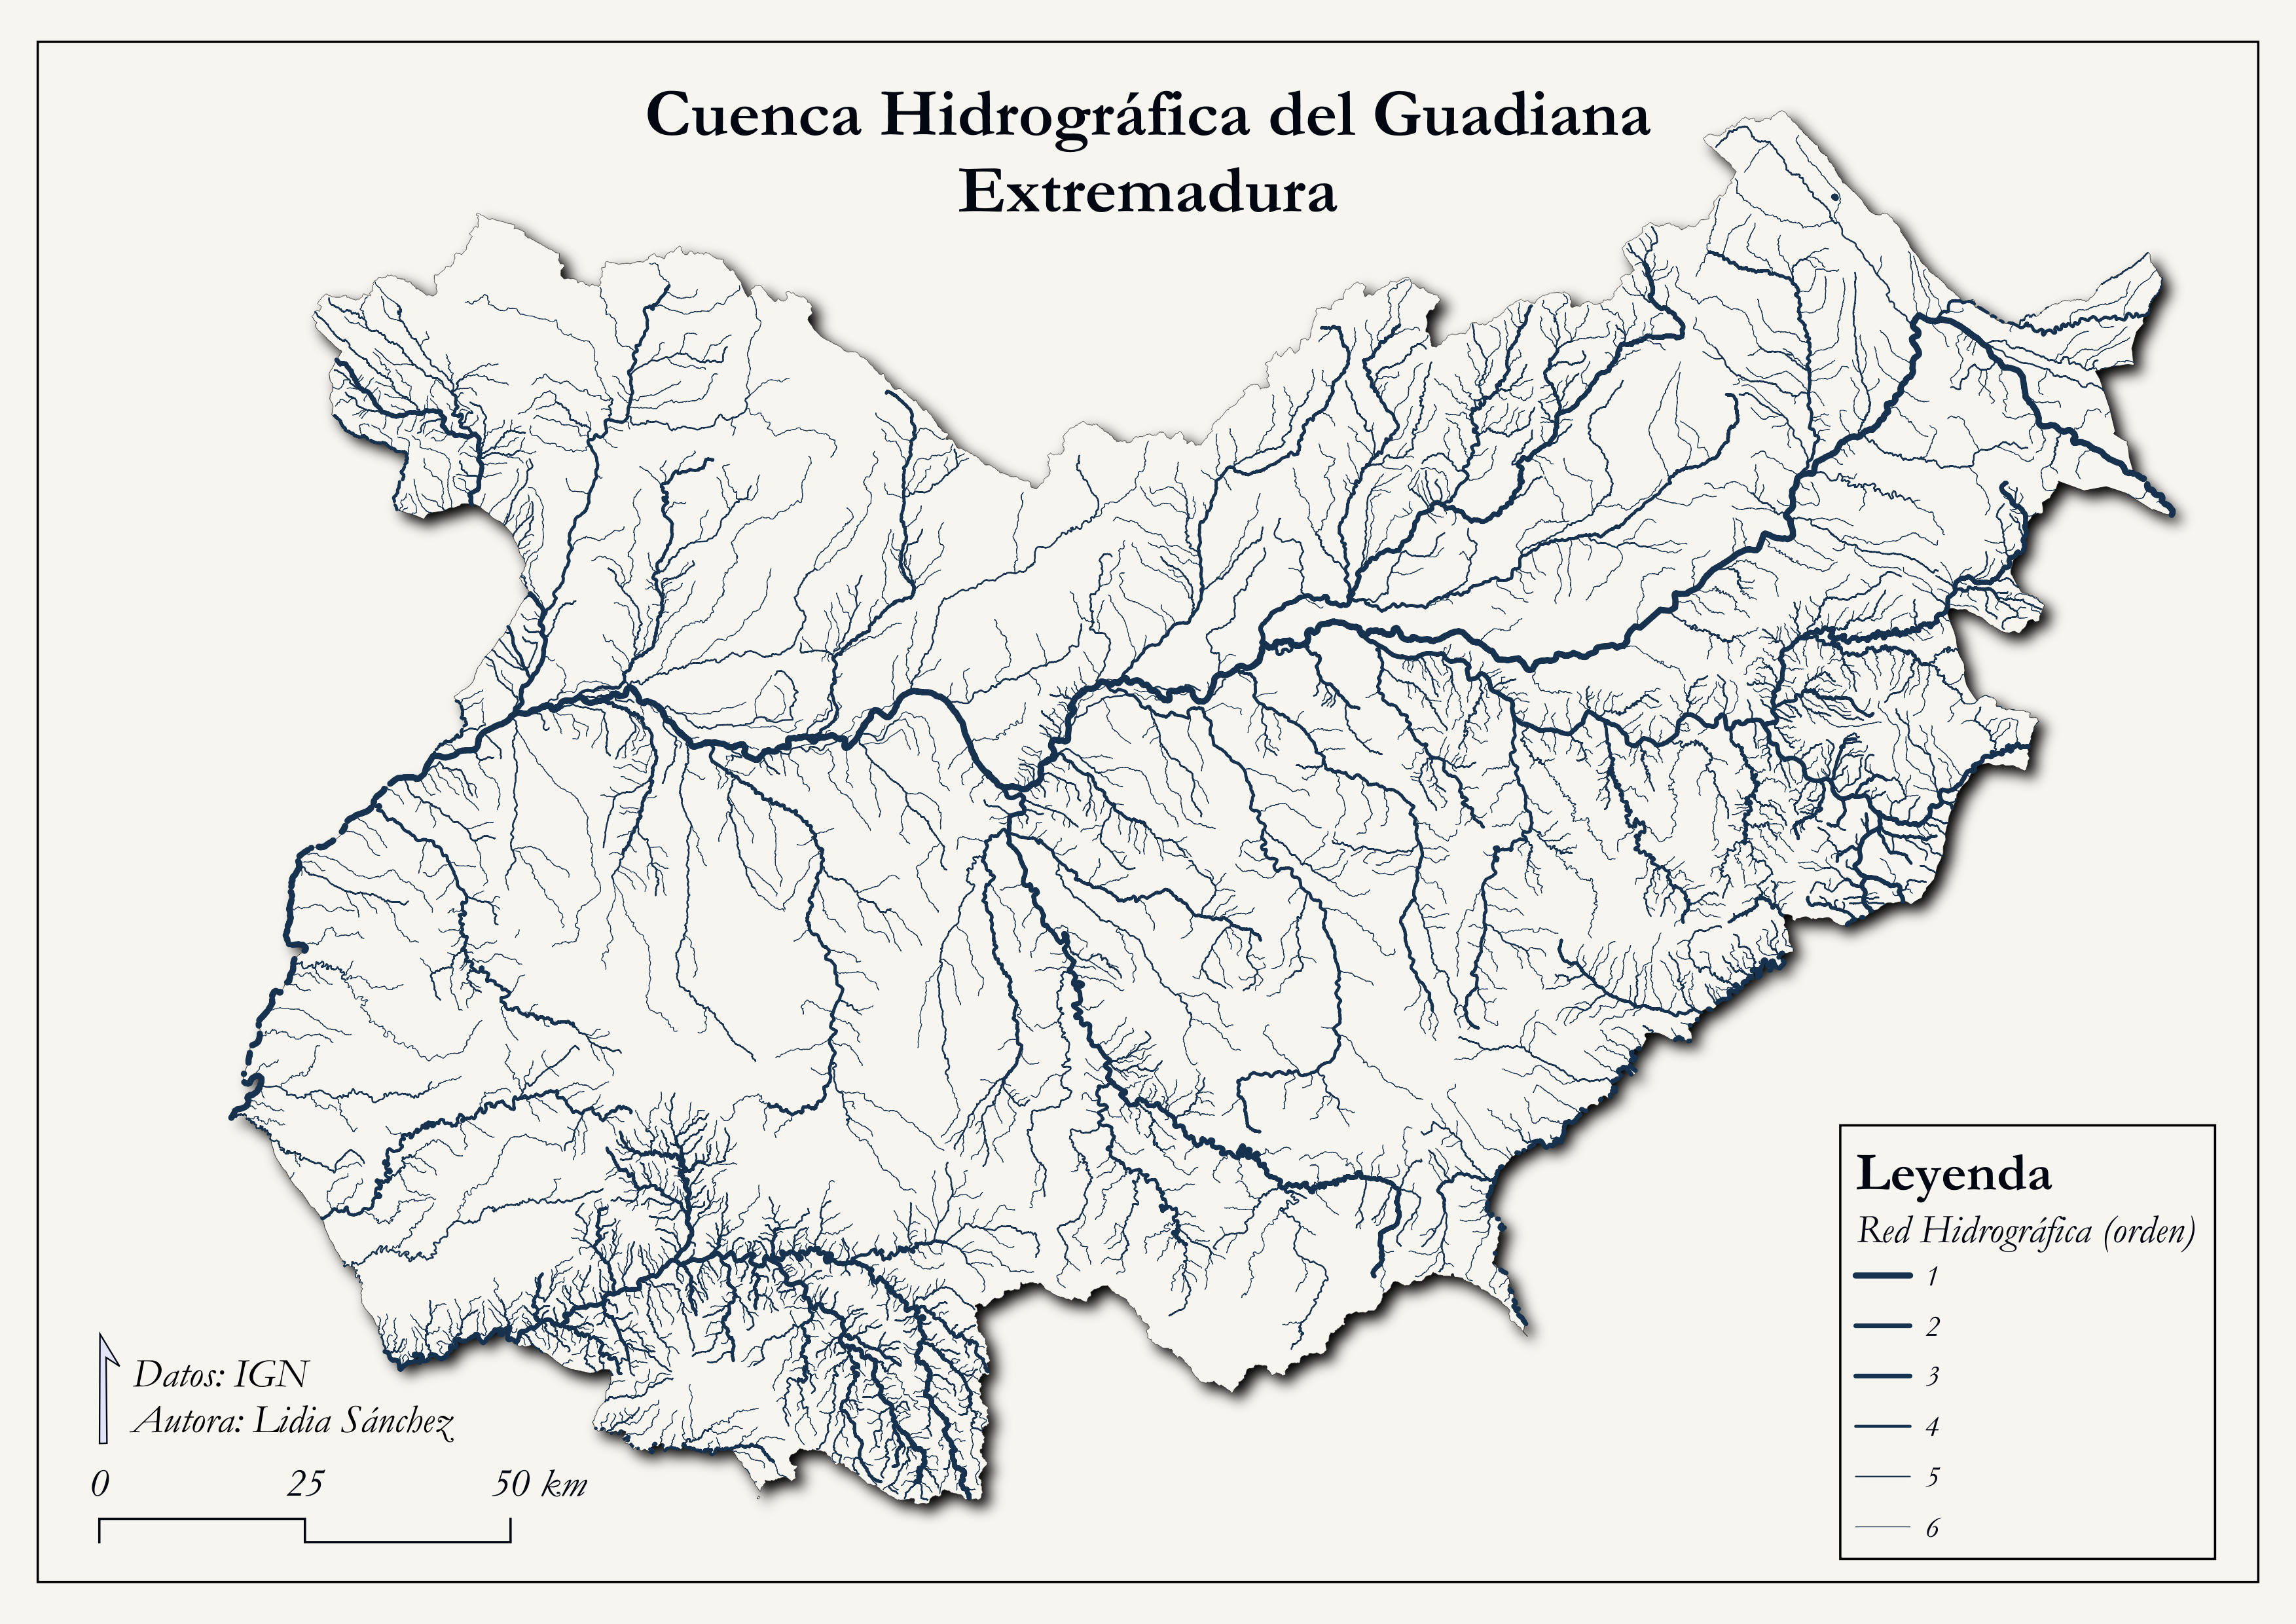 Cuenca Hidrográfica del Guadiana
Extremadura
Leyenda
Red Hidrográfica (orden)
1
2
3
4
5
6
Datos: IGN
Autora: Lidia Sánchez
0 25 50 km